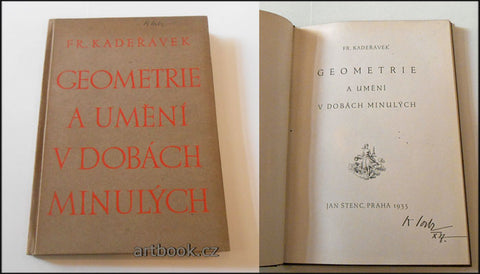 FR. KADEŘÁVEK
GEOMETRIE
A UMĚNÍ
V DOBÁCH
MINULÝCH
artbook.cz
FR. KADEŘÁVEK
GEOMETRIE
A UMĚNÍ
V DOBÁCH MINULÝCH
JAN ŠTENC, PRAHA 1935